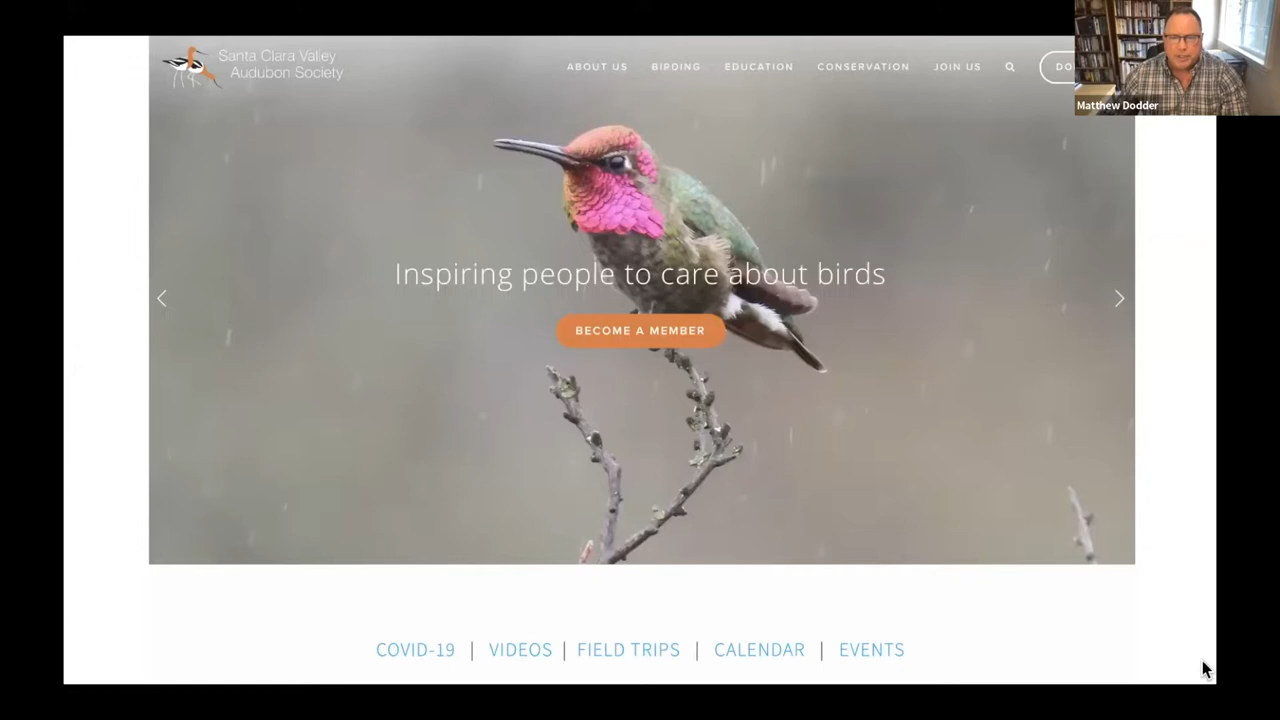 Santa Clara Valley
Audubon Society
ABOUT US BIRDING EDUCATION CONSERVATION JOIN US DO
Matthew Dodder
Inspiring people to care about birds
BECOME A MEMBER
COVID-19 | VIDEOS | FIELD TRIPS | CALENDAR | EVENTS